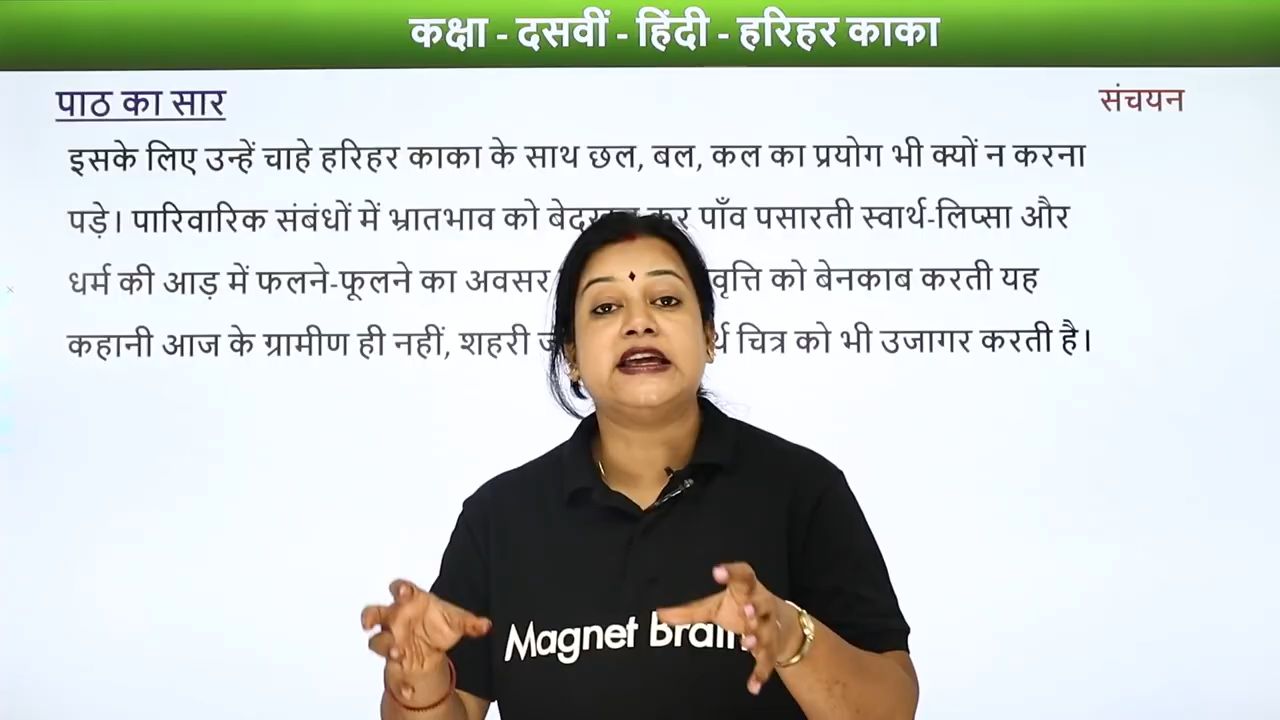 कक्षा - दसवीं - हिंदी - हरिहर काका
पाठ का सार
संचयन
इसके लिए उन्हें चाहे हरिहर काका के साथ छल, बल, कल का प्रयोग भी क्यों न करना
पड़े। पारिवारिक संबंधों में भ्रातभाव को कर पाँव पसारती स्वार्थ-लिप्सा और
धर्म की आड़ में फलने-फूलने का अवसर को बेनकाब करती यह
कहानी आज के ग्रामीण ही नहीं, शहरी चित्र को भी उजागर करती है।
Magnet Brain